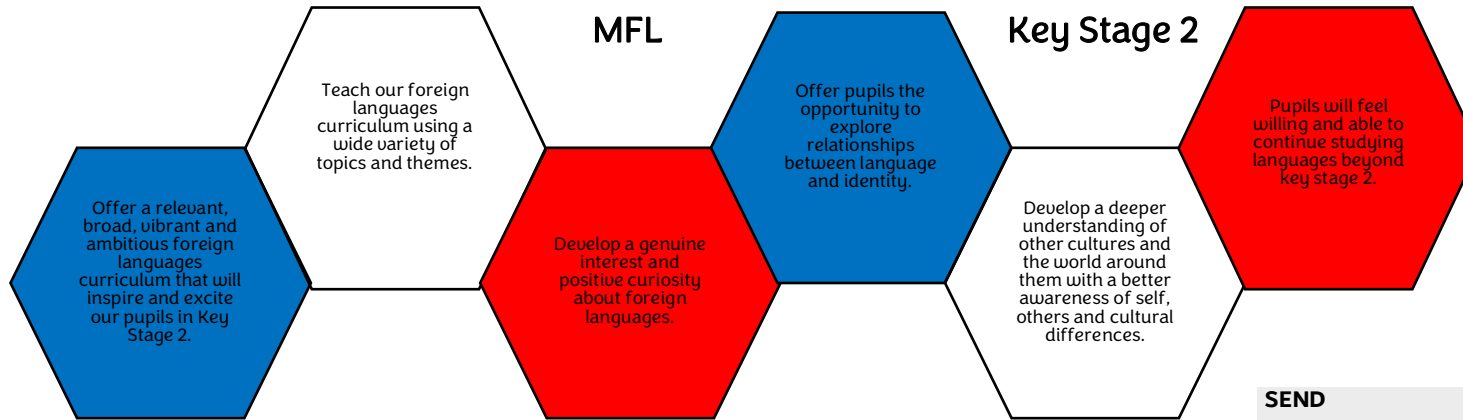 MFL
Key Stage 2
Offer a relevant,
broad, vibrant and
ambitious foreign
languages
curriculum that will
inspire and excite
our pupils in Key
Stage 2.
Teach our foreign
languages
curriculum using a
wide variety of
topics and themes.
Develop a genuine
interest and
positive curiosity
about foreign
languages.
Offer pupils the
opportunity to
explore
relationships
between language
and identity.
Develop a deeper
understanding of
other cultures and
the world around
them with a better
awareness of self,
others and cultural
differences.
Pupils will feel
willing and able to
continue studying
languages beyond
key stage 2.
SEND